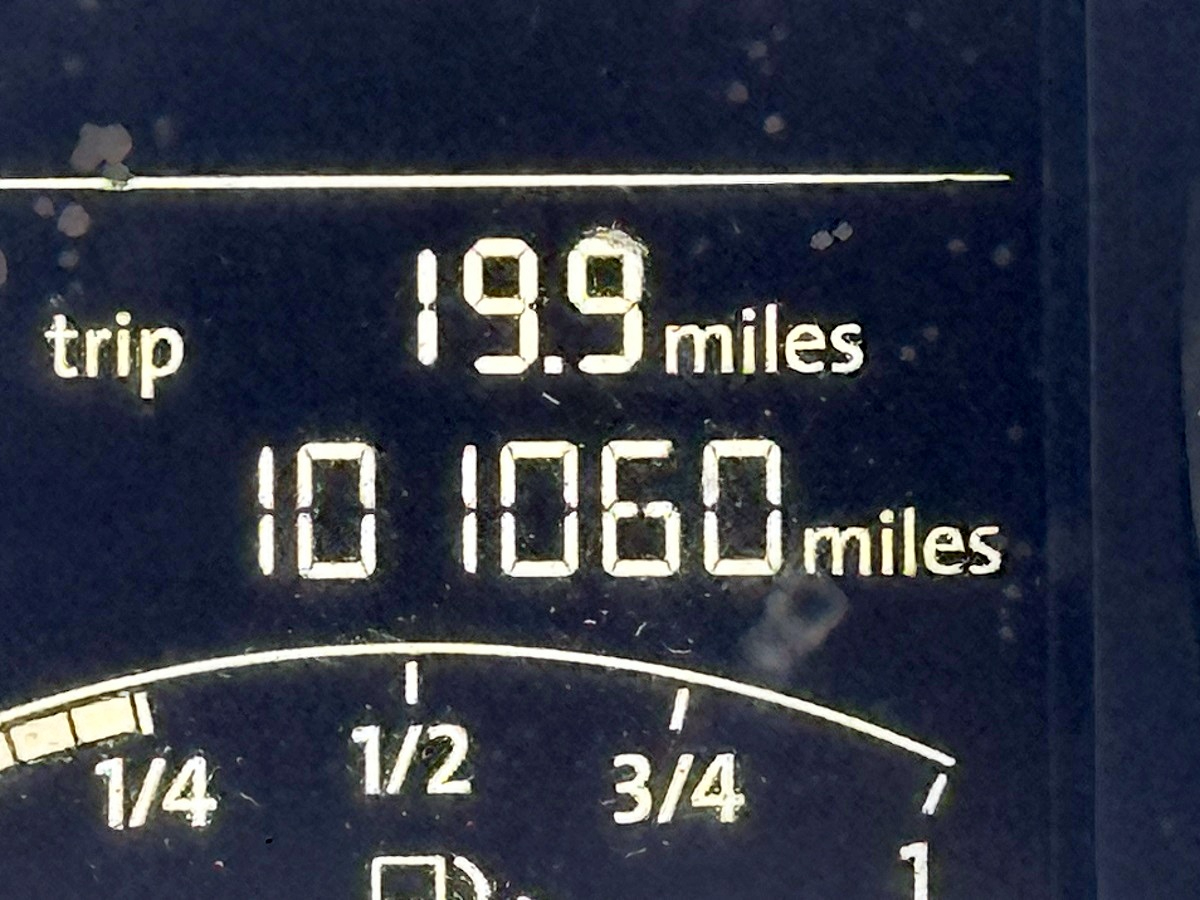 trip 19.9 miles
101060 miles
1/4 1/2 3/4 1